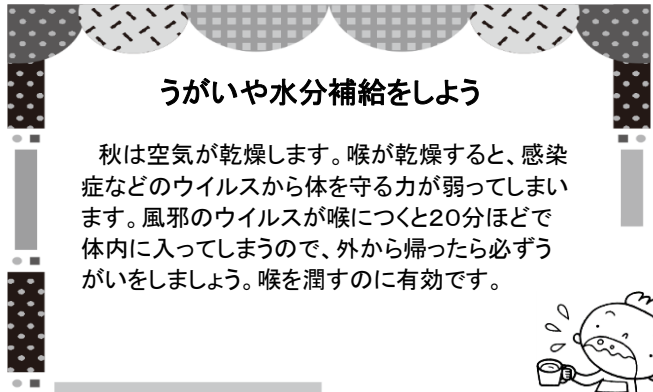 うがいや水分補給をしよう
秋は空気が乾燥します。喉が乾燥すると、感染
症などのウイルスから体を守る力が弱ってしまい
ます。風邪のウイルスが喉につくと20分ほどで
体内に入ってしまうので、外から帰ったら必ずう
がいをしましょう。喉を潤すのに有効です。